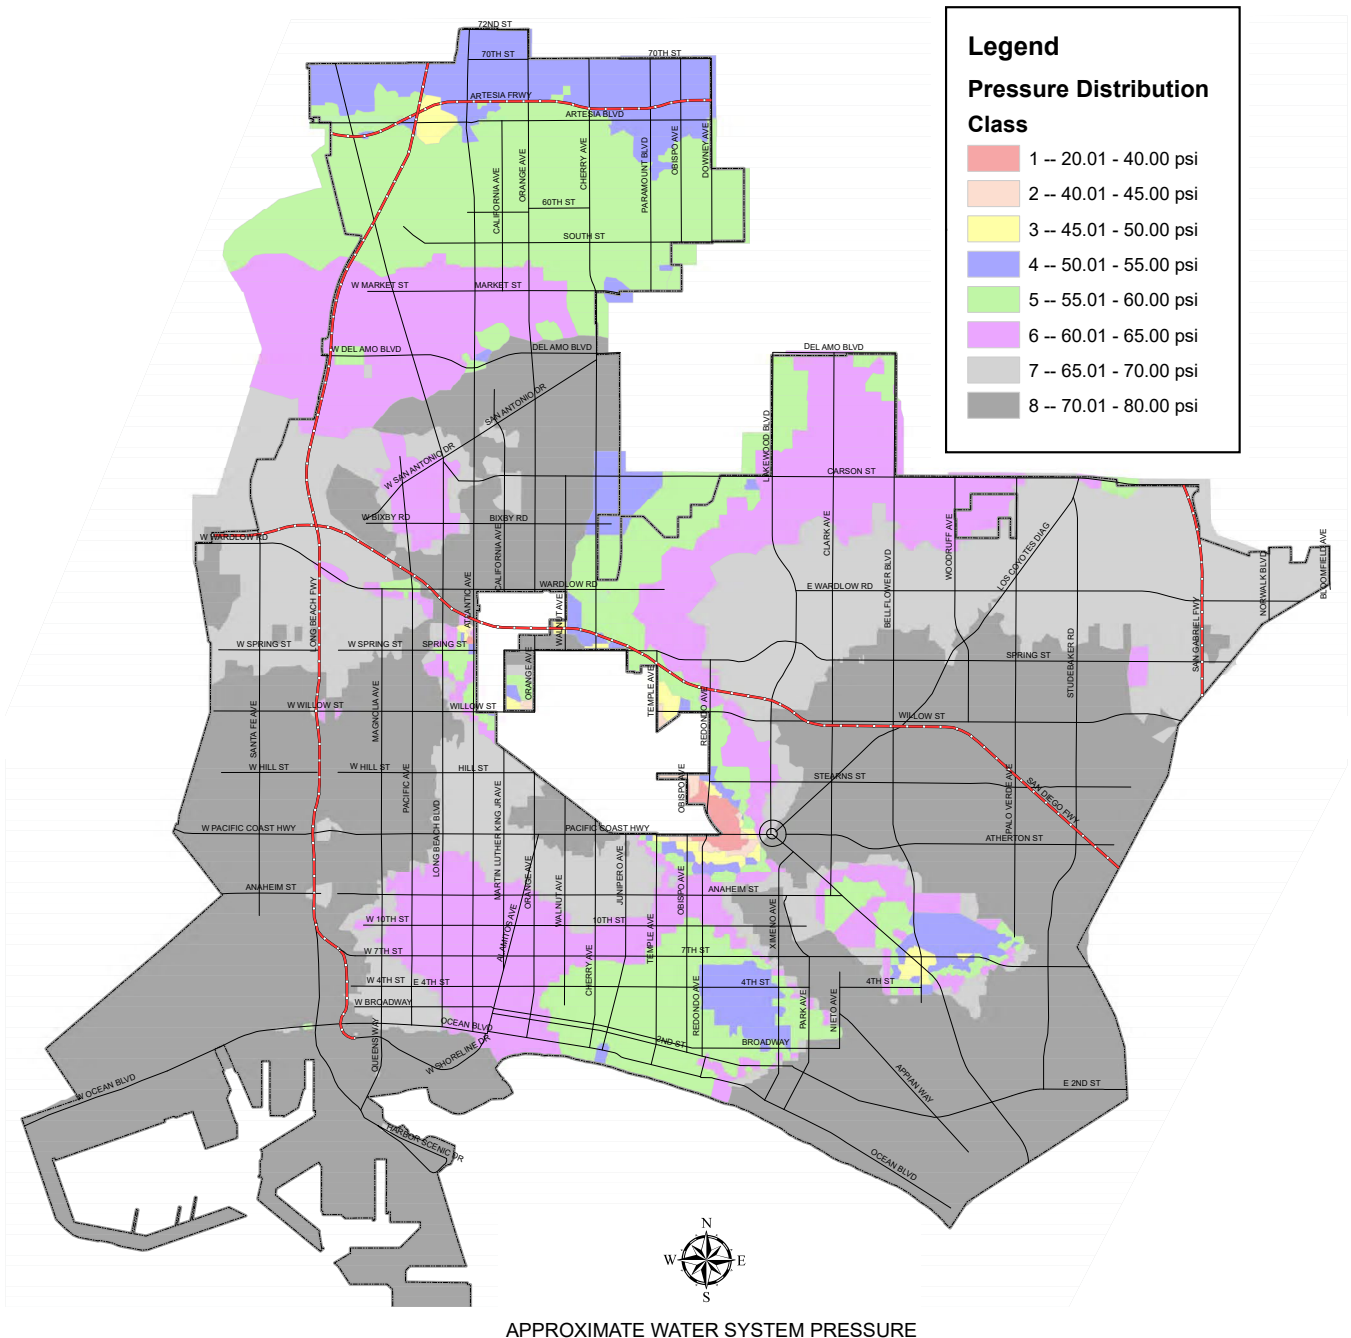 Legend
Pressure Distribution
Class
1 -- 20.01 - 40.00 psi
2 -- 40.01 - 45.00 psi
3 -- 45.01 - 50.00 psi
4 -- 50.01 - 55.00 psi
5 -- 55.01 - 60.00 psi
6 -- 60.01 - 65.00 psi
7 -- 65.01 - 70.00 psi
8 -- 70.01 - 80.00 psi
72ND ST
70TH ST
70TH ST
ARTESIA FRWY
ARTESIA BLVD
CALIFORNIA AVE
ORANGE AVE
CHERRY AVE
PARAMOUNT BLVD
OBISPO AVE
DOWNEY AVE
60TH ST
SOUTH ST
W MARKET ST
MARKET ST
W DEL AMO BLVD
DEL AMO BLVD
DEL AMO BLVD
SAN ANTONIO DR
W SAN ANTONIO DR
LAKEWOOD BLVD
CARSON ST
W BIXBY RD
BIXBY RD
CALIFORNIA AVE
CLARK AVE
BELLFLOWER BLVD
WOODRUFF AVE
LOS COYOTES DIAG
W WARDLOW RD
WARDLOW RD
E WARDLOW RD
NORWALK BLVD
BLOOMFIELD AVE
LONG BEACH FWY
ATLANTIC AVE
WALNUT AVE
SAN GABRIEL FWY
STUDEBAKER RD
W SPRING ST
W SPRING ST
SPRING ST
SPRING ST
ORANGE AVE
TEMPLE AVE
REDONDO AVE
W WILLOW ST
WILLOW ST
WILLOW ST
SANTA FE AVE
MAGNOLIA AVE
W HILL ST
W HILL ST
HILL ST
PACIFIC AVE
OBISPO AVE
STEARNS ST
SAN DIEGO FWY
PALO VERDE AVE
LONG BEACH BLVD
MARTIN LUTHER KING JR AVE
W PACIFIC COAST HWY
PACIFIC COAST HWY
ATHERTON ST
ANAHEIM ST
ANAHEIM ST
ORANGE AVE
WALNUT AVE
JUNIPERO AVE
OBISPO AVE
XIMENO AVE
W 10TH ST
10TH ST
ALAMITOS AVE
TEMPLE AVE
W 7TH ST
7TH ST
CHERRY AVE
W 4TH ST
E 4TH ST
4TH ST
4TH ST
REDONDO AVE
PARK AVE
NIETO AVE
W BROADWAY
OCEAN BLVD
2ND ST
BROADWAY
QUEENS WAY
W SHORELINE DR
W OCEAN BLVD
APPIAN WAY
E 2ND ST
HARBOR SCENIC DR
OCEAN BLVD
N
W
E
S
APPROXIMATE WATER SYSTEM PRESSURE